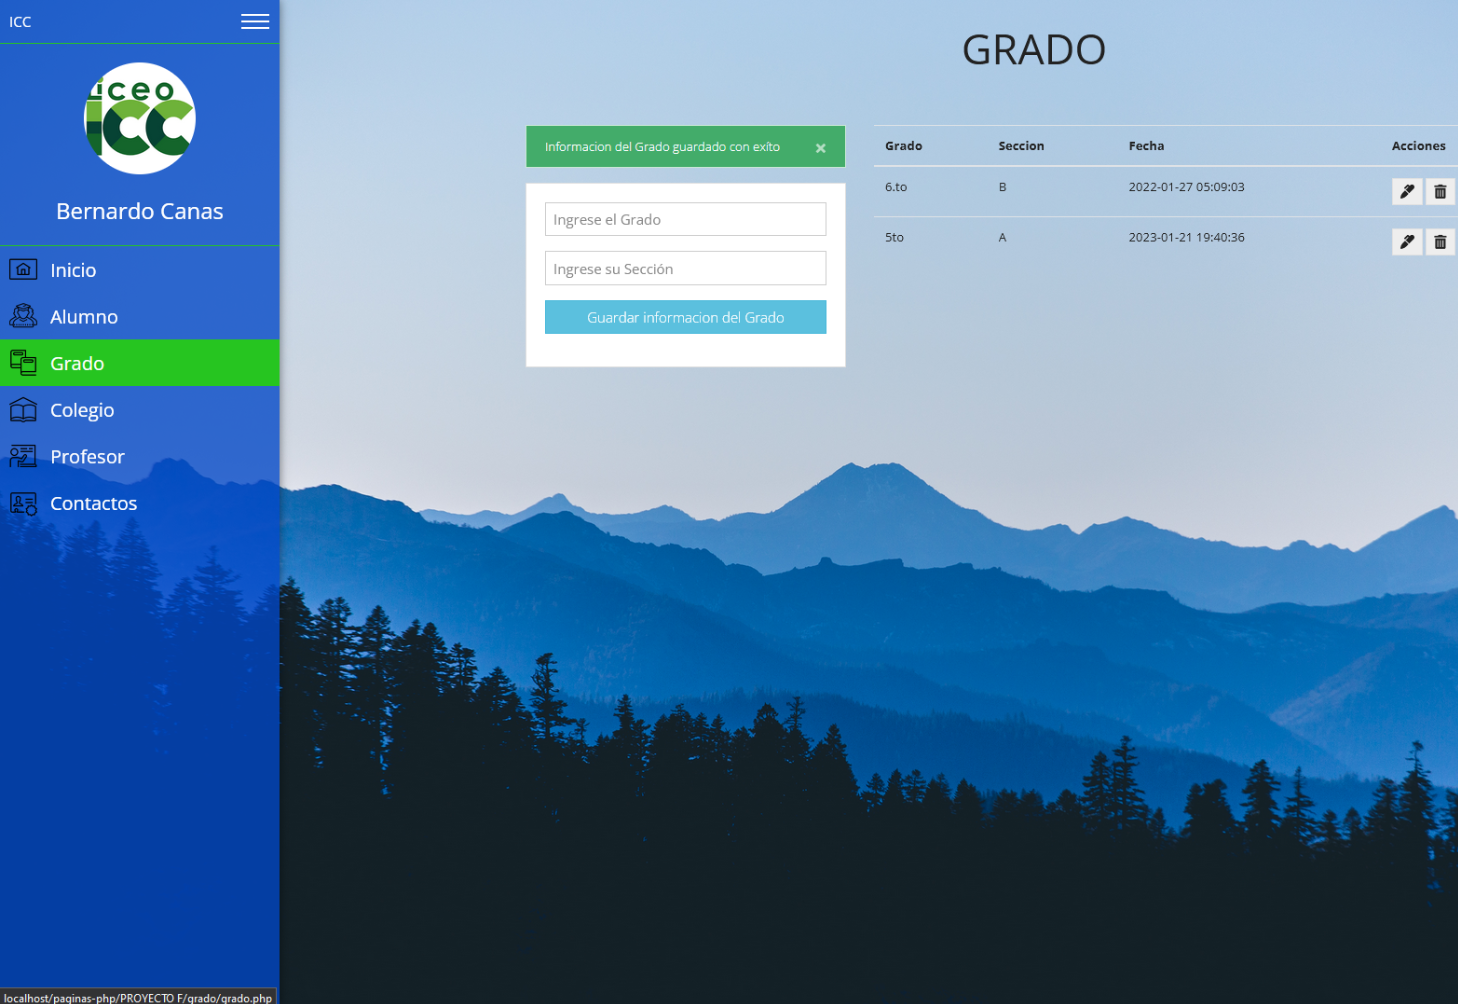 ICC
Liceo
icc
Bernardo Canas
Inicio
Alumno
Grado
Colegio
Profesor
Contactos
GRADO
Informacion del Grado guardado con exíto ×
Ingrese el Grado
Ingrese su Sección
Guardar informacion del Grado
Grado Seccion Fecha Acciones
6.to B 2022-01-27 05:09:03
5to A 2023-01-21 19:40:36
localhost/paginas-php/PROYECTO F/grado/grado.php